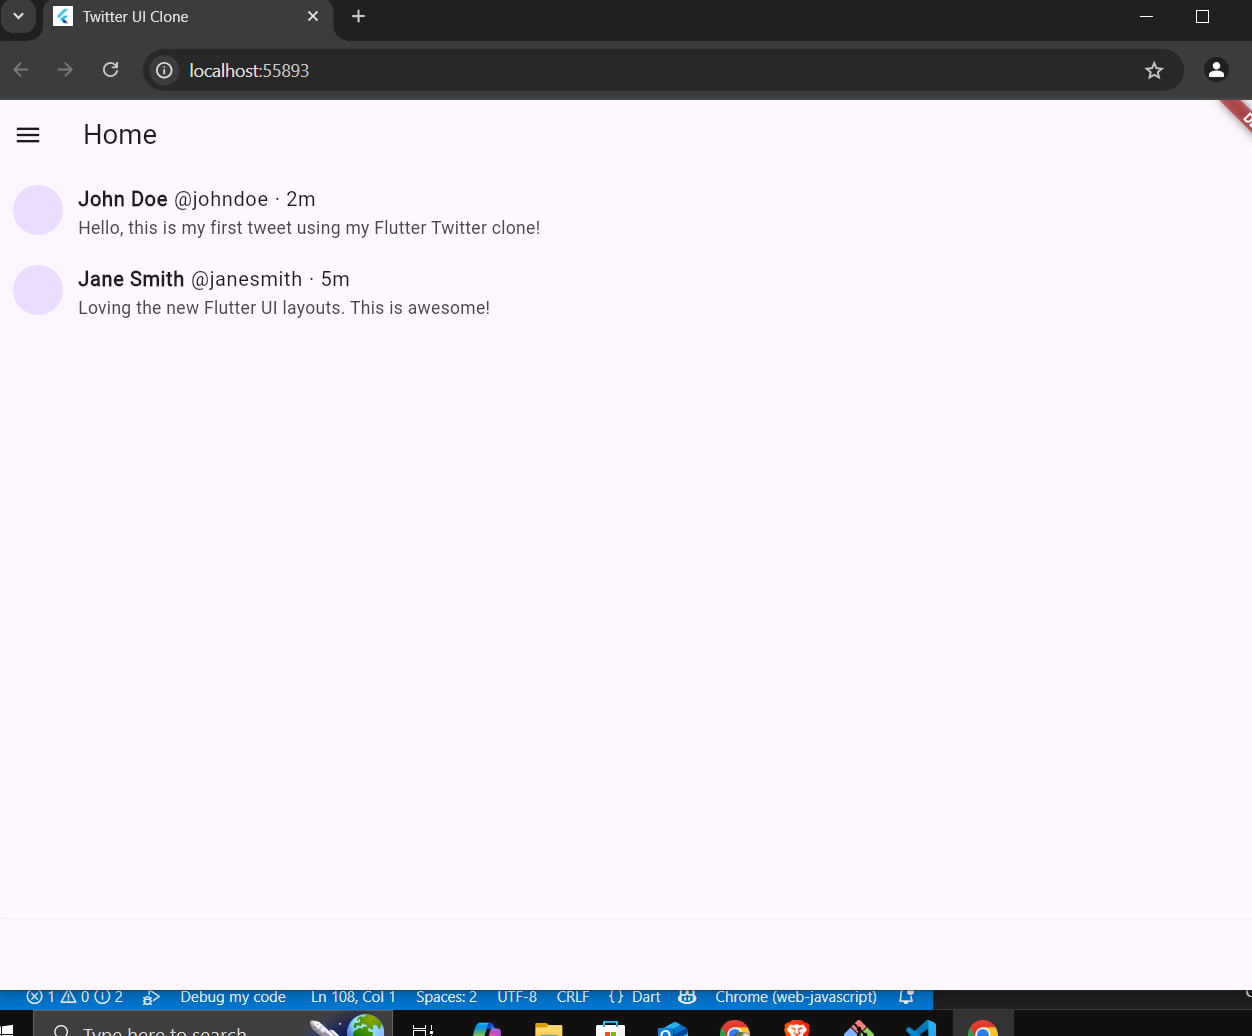 Twitter UI Clone
localhost:55893
Home
John Doe @johndoe · 2m
Hello, this is my first tweet using my Flutter Twitter clone!
Jane Smith @janesmith · 5m
Loving the new Flutter UI layouts. This is awesome!
1 0 2 Debug my code Ln 108, Col 1 Spaces: 2 UTF-8 CRLF {} Dart Chrome (web-javascript)
Type here to search